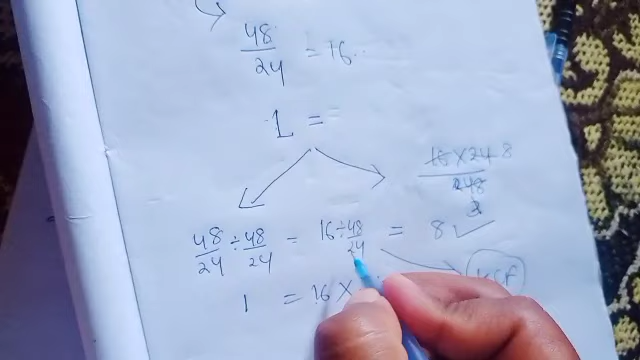 48/24 = 16..
1 =
16 X 24 8
248
2
48/24 ÷ 48/24 = 16 ÷ 48/24 = 8 ✓
1 = 16 X